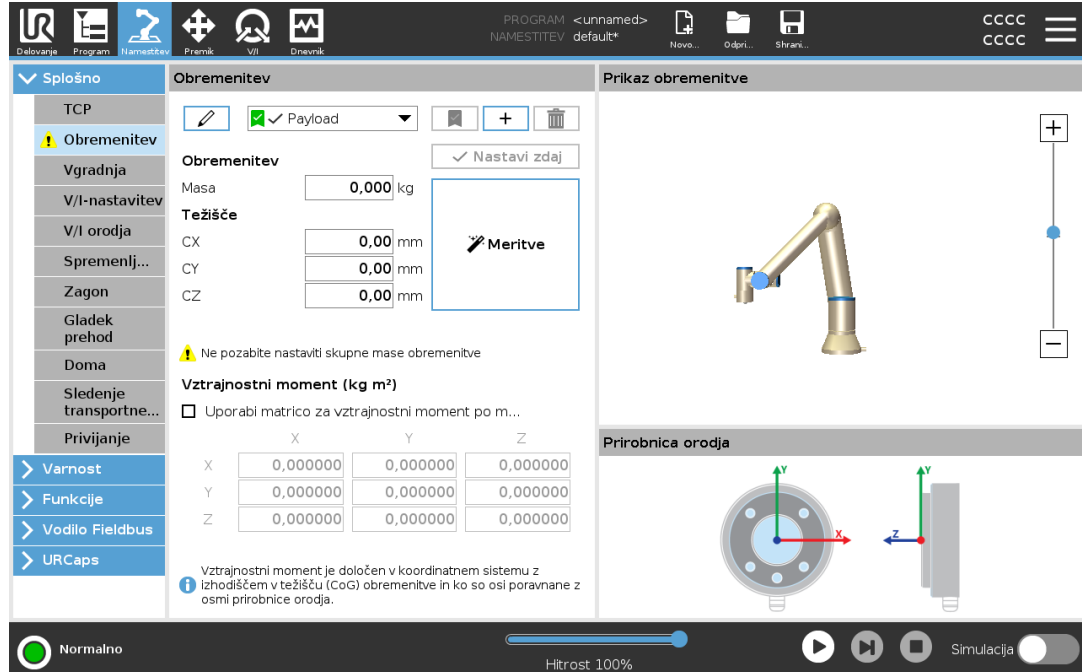 UR
PROGRAM <unnamed>
NAMESTITEV default*
CCCC
CCCC
Delovanje Program Namestitev Premik V/I Dnevnik Novo... Odpri... Shrani...
Splošno
TCP
Obremenitev
Vgradnja
V/I-nastavitev
V/I orodja
Spremenlj...
Zagon
Gladek
prehod
Doma
Sledenje
transportne...
Privijanje
Varnost
Funkcije
Vodilo Fieldbus
URCaps
Obremenitev
Payload
Obremenitev
Nastavi zdaj
Masa 0,000 kg
Težišče
CX 0,00 mm
CY 0,00 mm
CZ 0,00 mm
Meritve
Ne pozabite nastaviti skupne mase obremenitve
Vztrajnostni moment (kg m²)
Uporabi matrico za vztrajnostni moment po m...
X Y Z
X 0,000000 0,000000 0,000000
Y 0,000000 0,000000 0,000000
Z 0,000000 0,000000 0,000000
Vztrajnostni moment je določen v koordinatnem sistemu z
izhodiščem v težišču (CoG) obremenitve in ko so osi poravnane z
osmi prirobnice orodja.
Prikaz obremenitve
Prirobnica orodja
Y
X
Y
Z
Normalno
Hitrost 100%
Simulacija